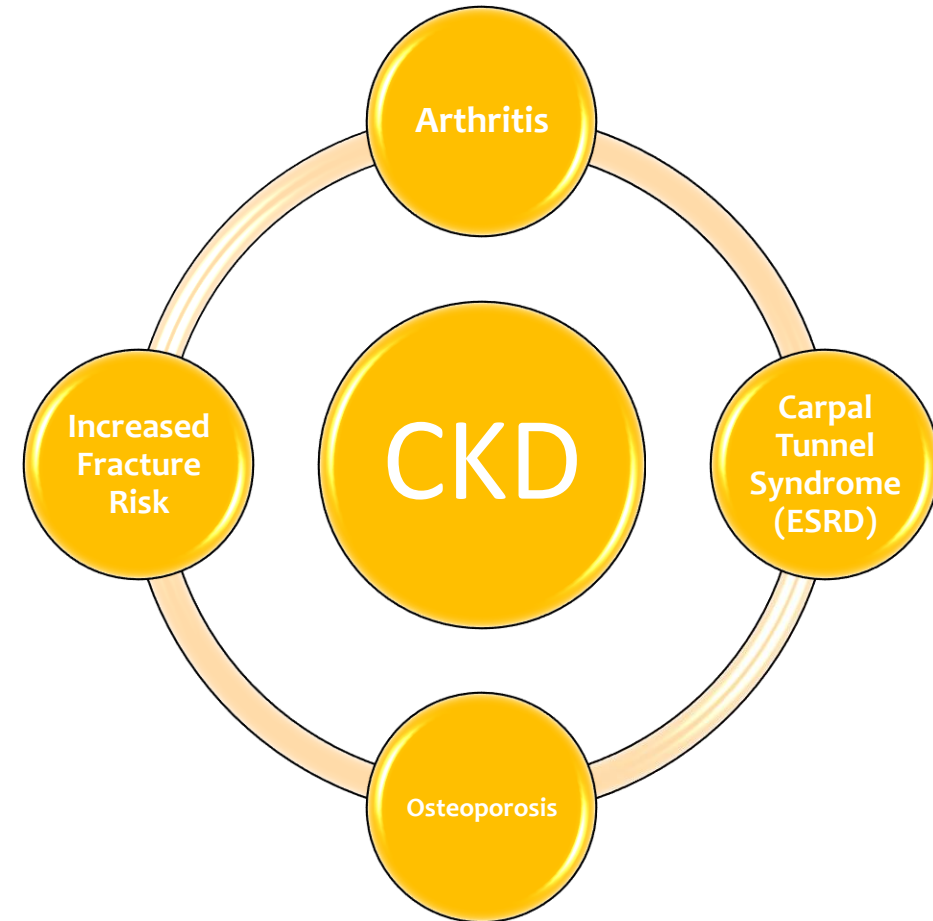 Arthritis
Increased
Fracture
Risk
CKD
Carpal
Tunnel
Syndrome
(ESRD)
Osteoporosis